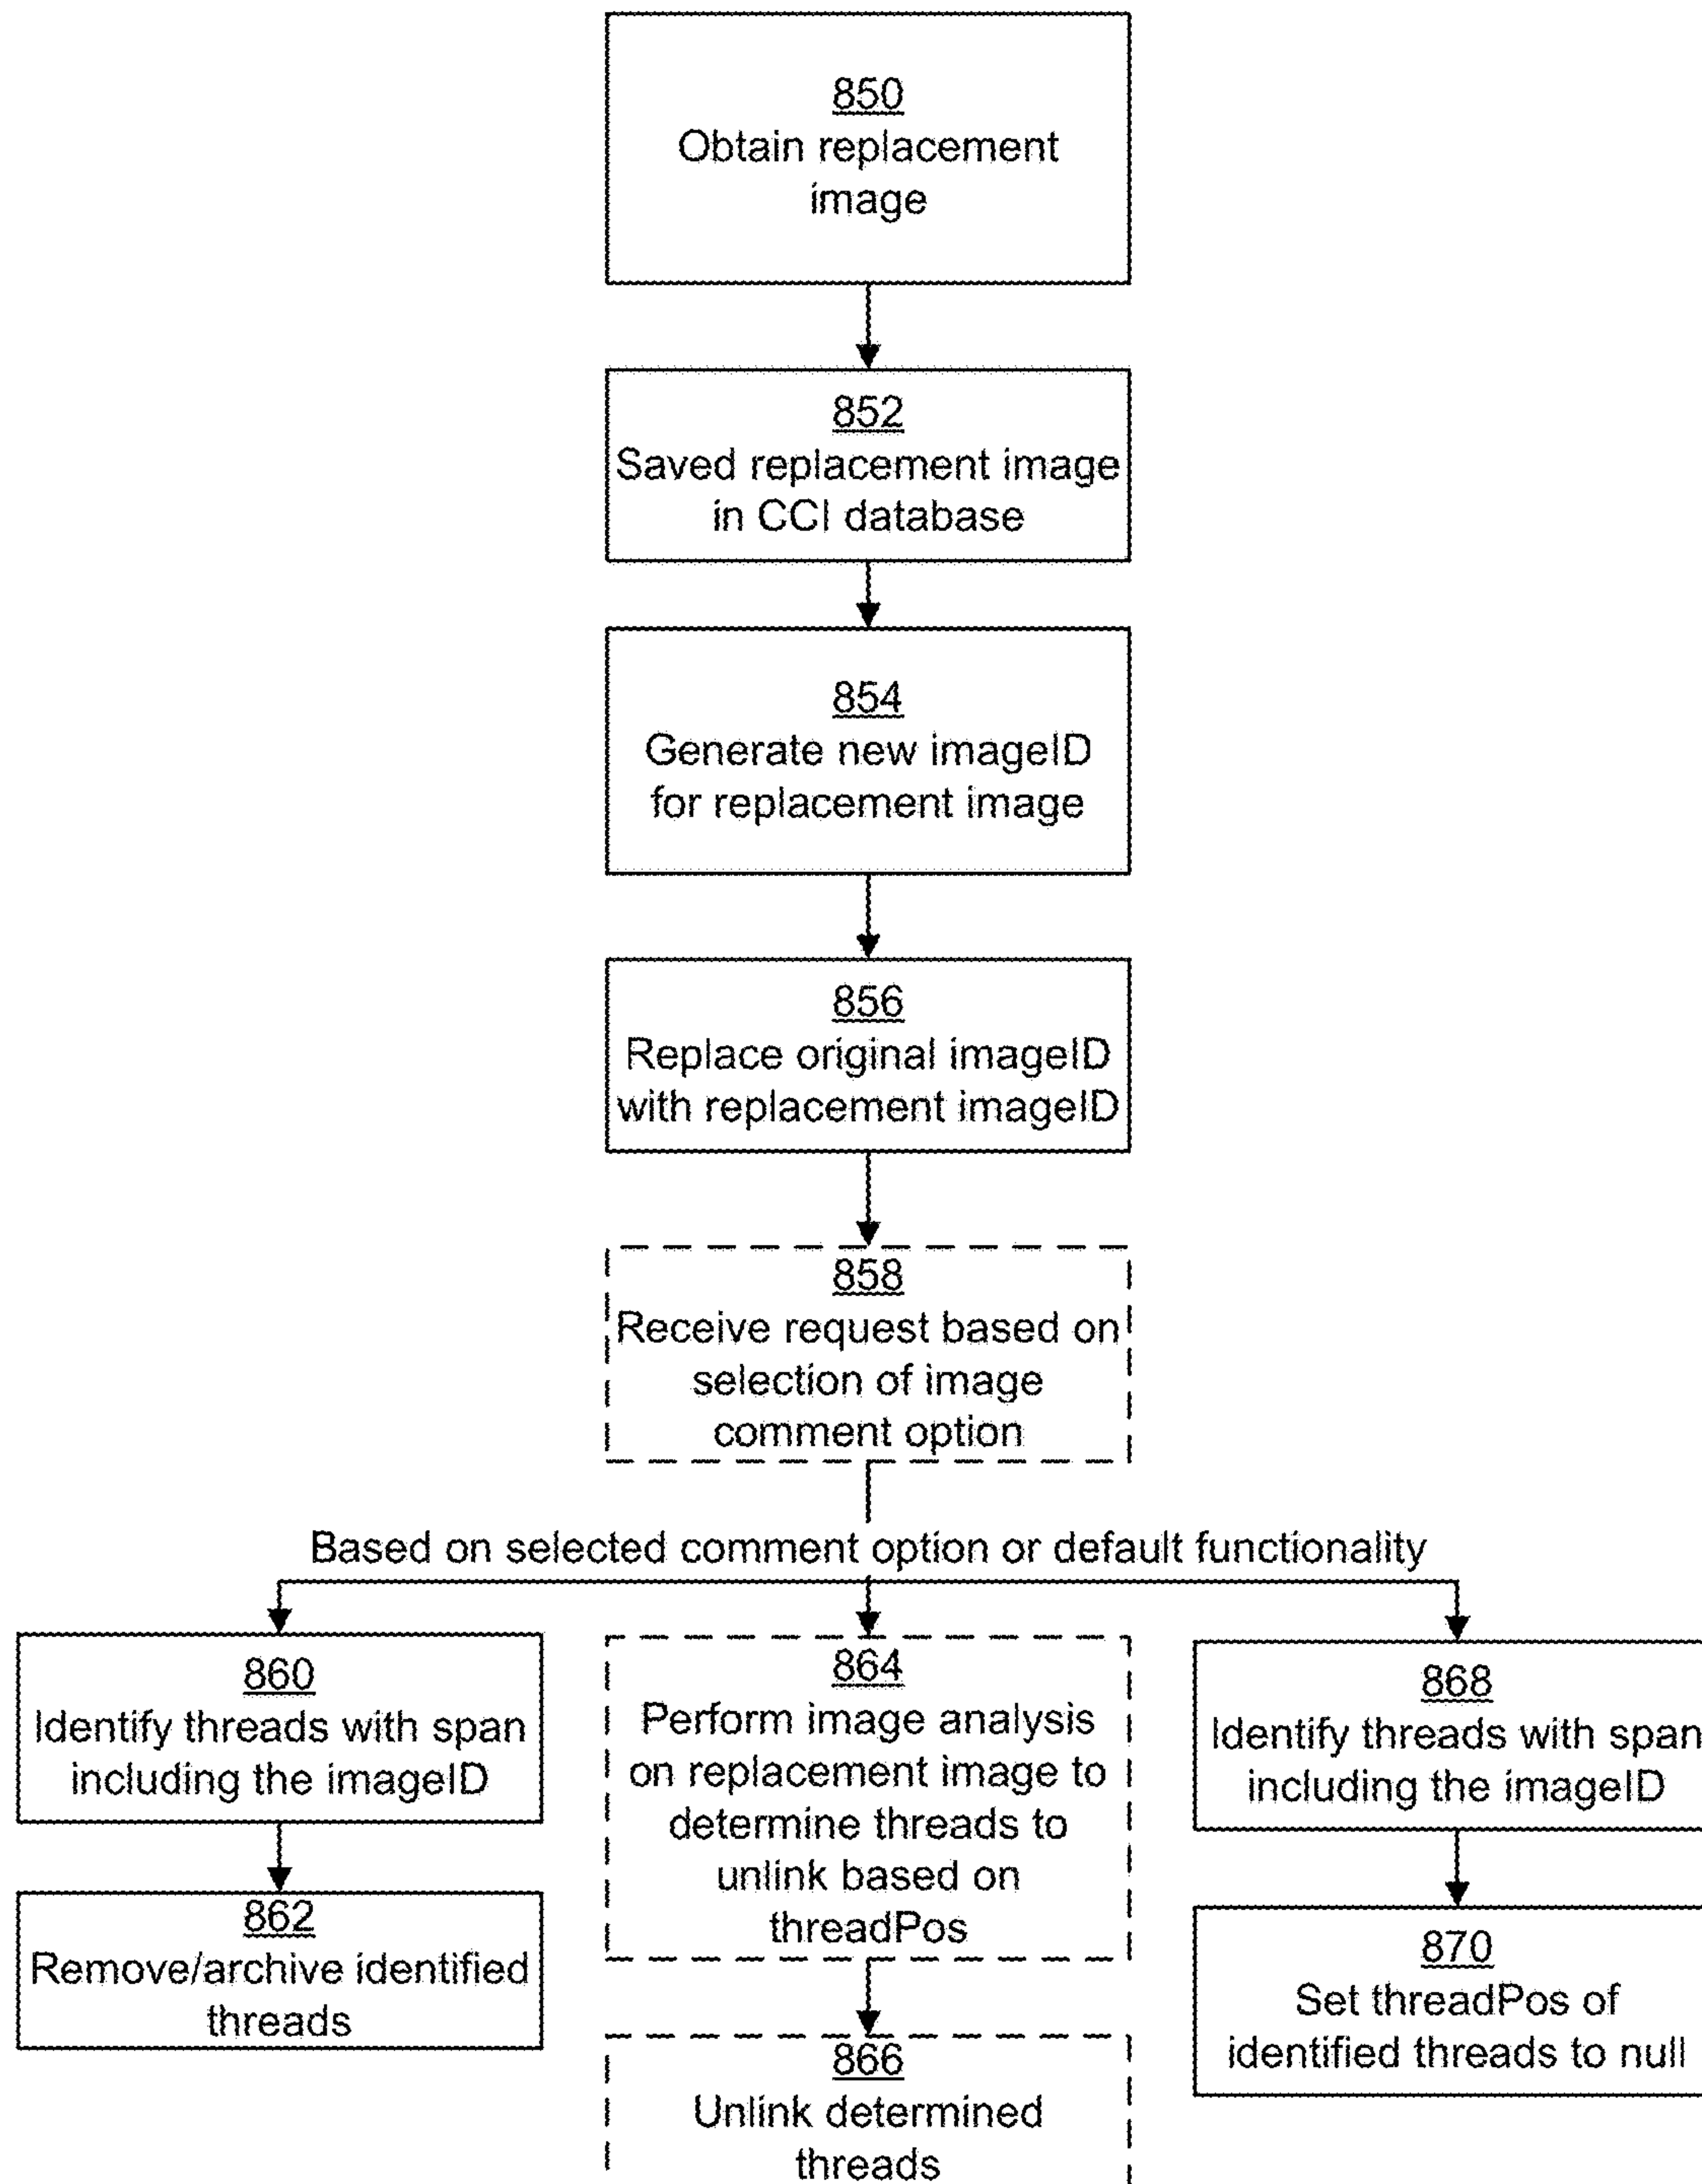 850
Obtain replacement
image
852
Saved replacement image
in CCI database
854
Generate new imageID
for replacement image
856
Replace original imageID
with replacement imageID
858
Receive request based on
selection of image
comment option
Based on selected comment option or default functionality
860
Identify threads with span
including the imageID
862
Remove/archive identified
threads
864
Perform image analysis
on replacement image to
determine threads to
unlink based on
threadPos
866
Unlink determined
threads
868
Identify threads with span
including the imageID
870
Set threadPos of
identified threads to null